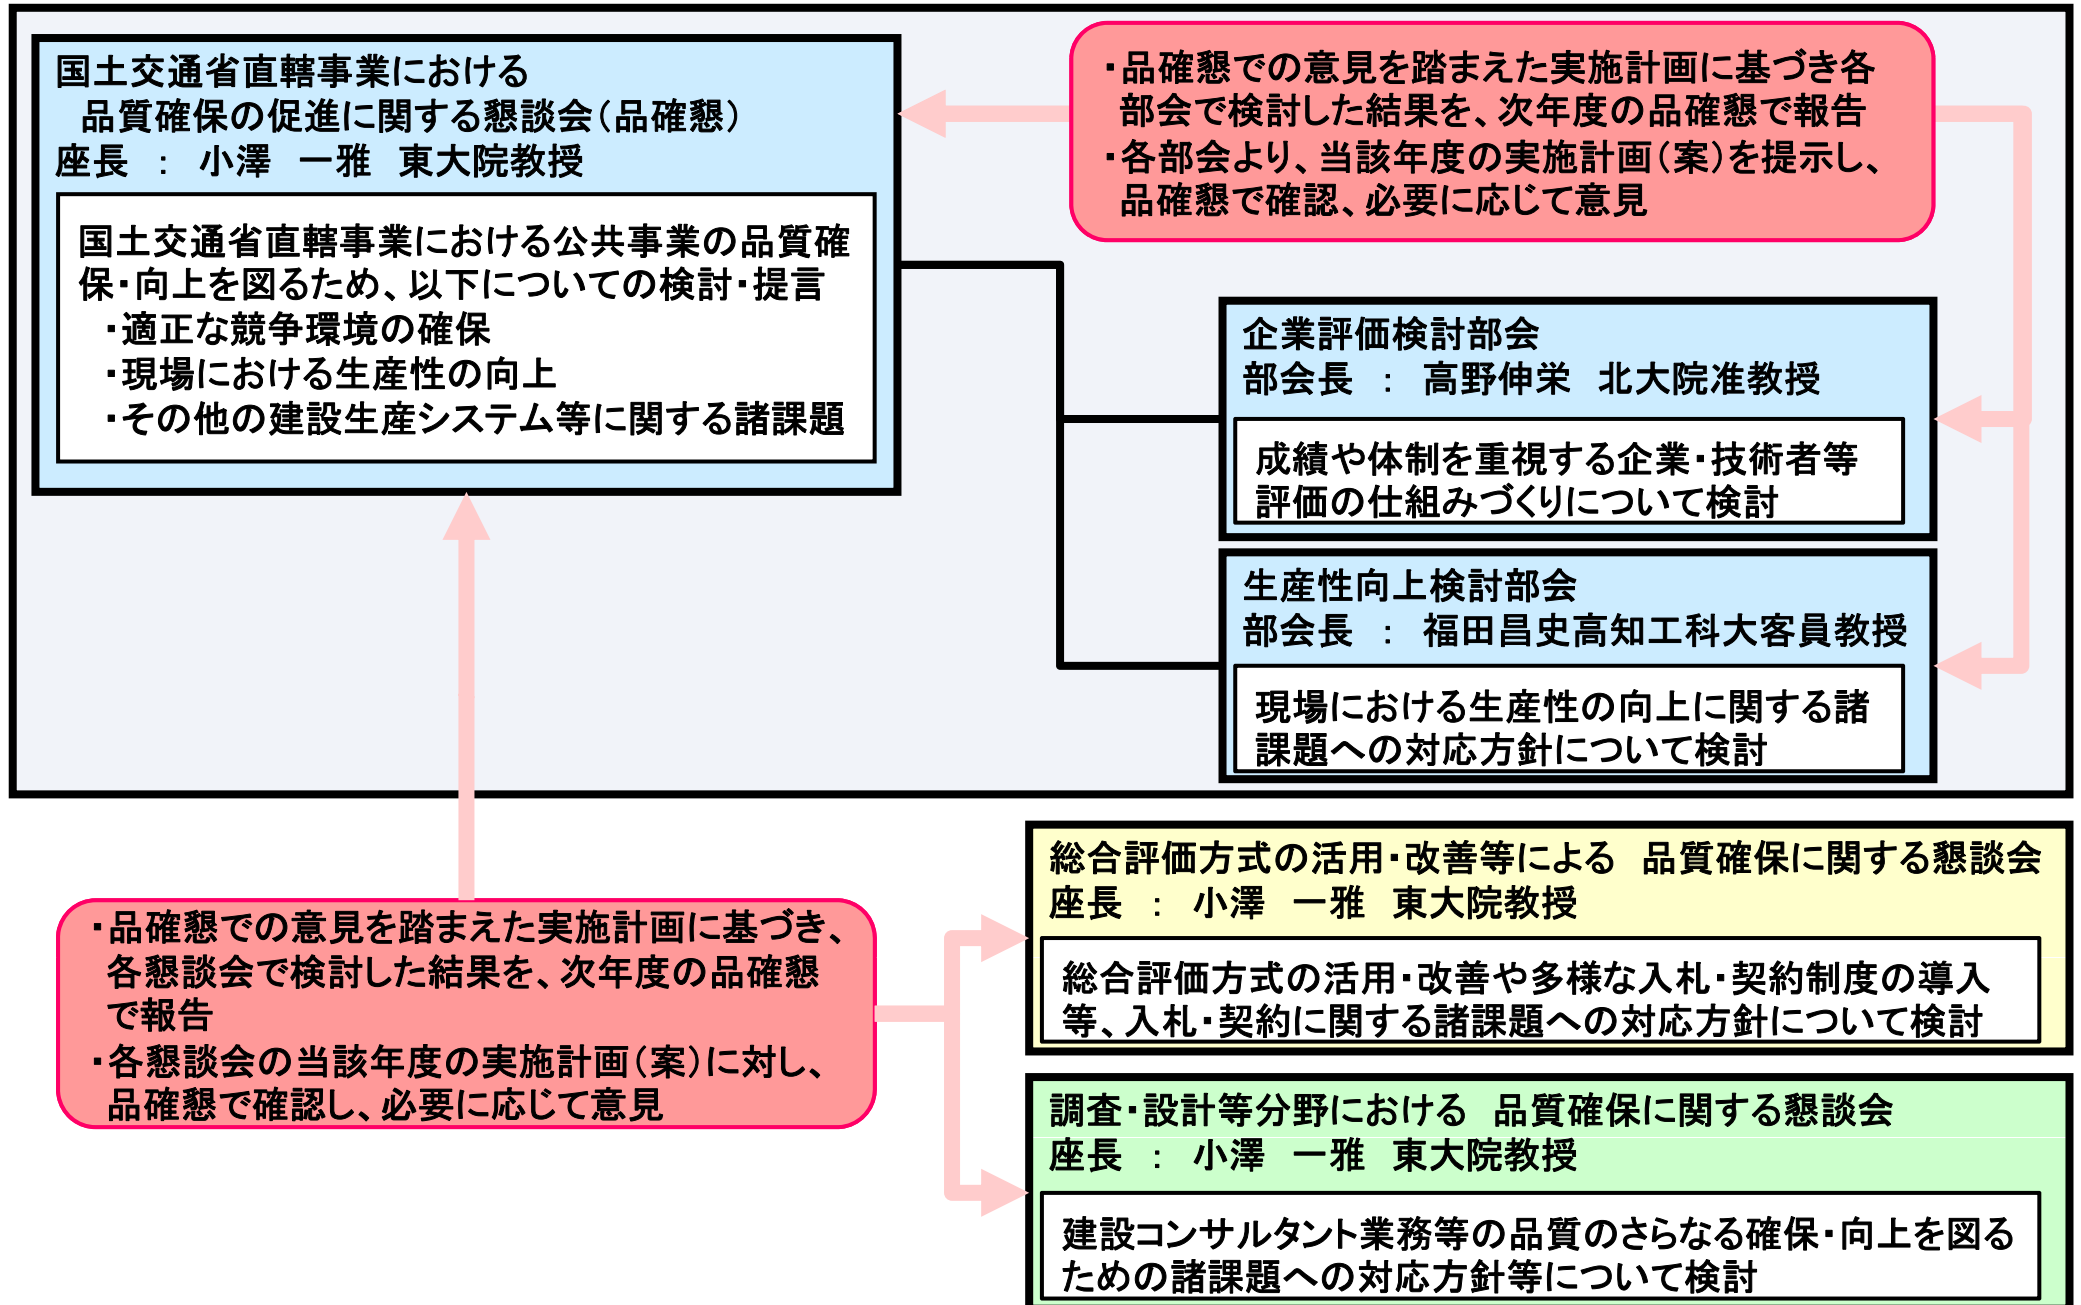 国土交通省直轄事業における
品質確保の促進に関する懇談会（品確懇）
座長　：　小澤　一雅　東大院教授
国土交通省直轄事業における公共事業の品質確
保・向上を図るため、以下についての検討・提言
・適正な競争環境の確保
・現場における生産性の向上
・その他の建設生産システム等に関する諸課題
・品確懇での意見を踏まえた実施計画に基づき各
部会で検討した結果を、次年度の品確懇で報告
・各部会より、当該年度の実施計画（案）を提示し、
品確懇で確認、必要に応じて意見
企業評価検討部会
部会長　：　高野伸栄　北大院准教授
成績や体制を重視する企業・技術者等
評価の仕組みづくりについて検討
生産性向上検討部会
部会長　：　福田昌史高知工科大客員教授
現場における生産性の向上に関する諸
課題への対応方針について検討
・品確懇での意見を踏まえた実施計画に基づき、
各懇談会で検討した結果を、次年度の品確懇
で報告
・各懇談会の当該年度の実施計画（案）に対し、
品確懇で確認し、必要に応じて意見
総合評価方式の活用・改善等による　品質確保に関する懇談会
座長　：　小澤　一雅　東大院教授
総合評価方式の活用・改善や多様な入札・契約制度の導入
等、入札・契約に関する諸課題への対応方針について検討
調査・設計等分野における　品質確保に関する懇談会
座長　：　小澤　一雅　東大院教授
建設コンサルタント業務等の品質のさらなる確保・向上を図る
ための諸課題への対応方針等について検討